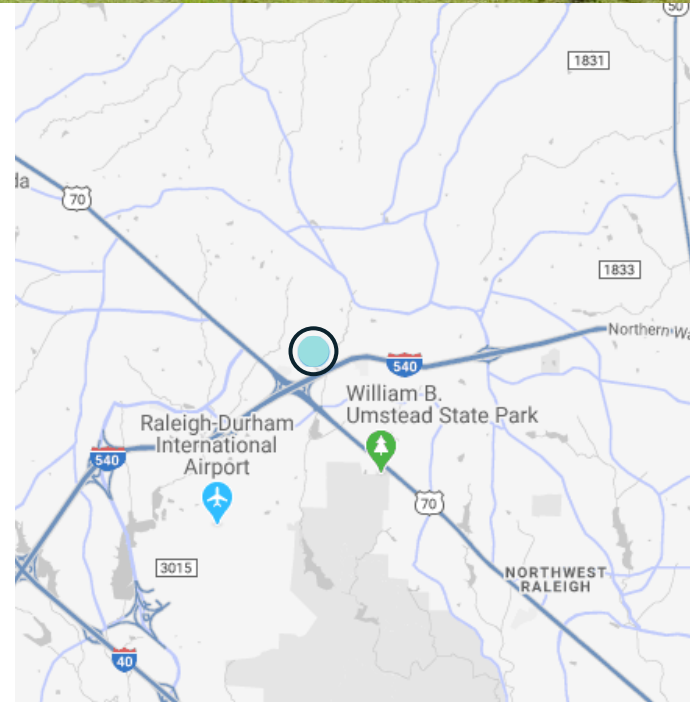 50
1831
da
70
1833
Northern Wa
540
William B.
Umstead State Park
Raleigh-Durham
International
Airport
540
70
3015
NORTHWEST
RALEIGH
40